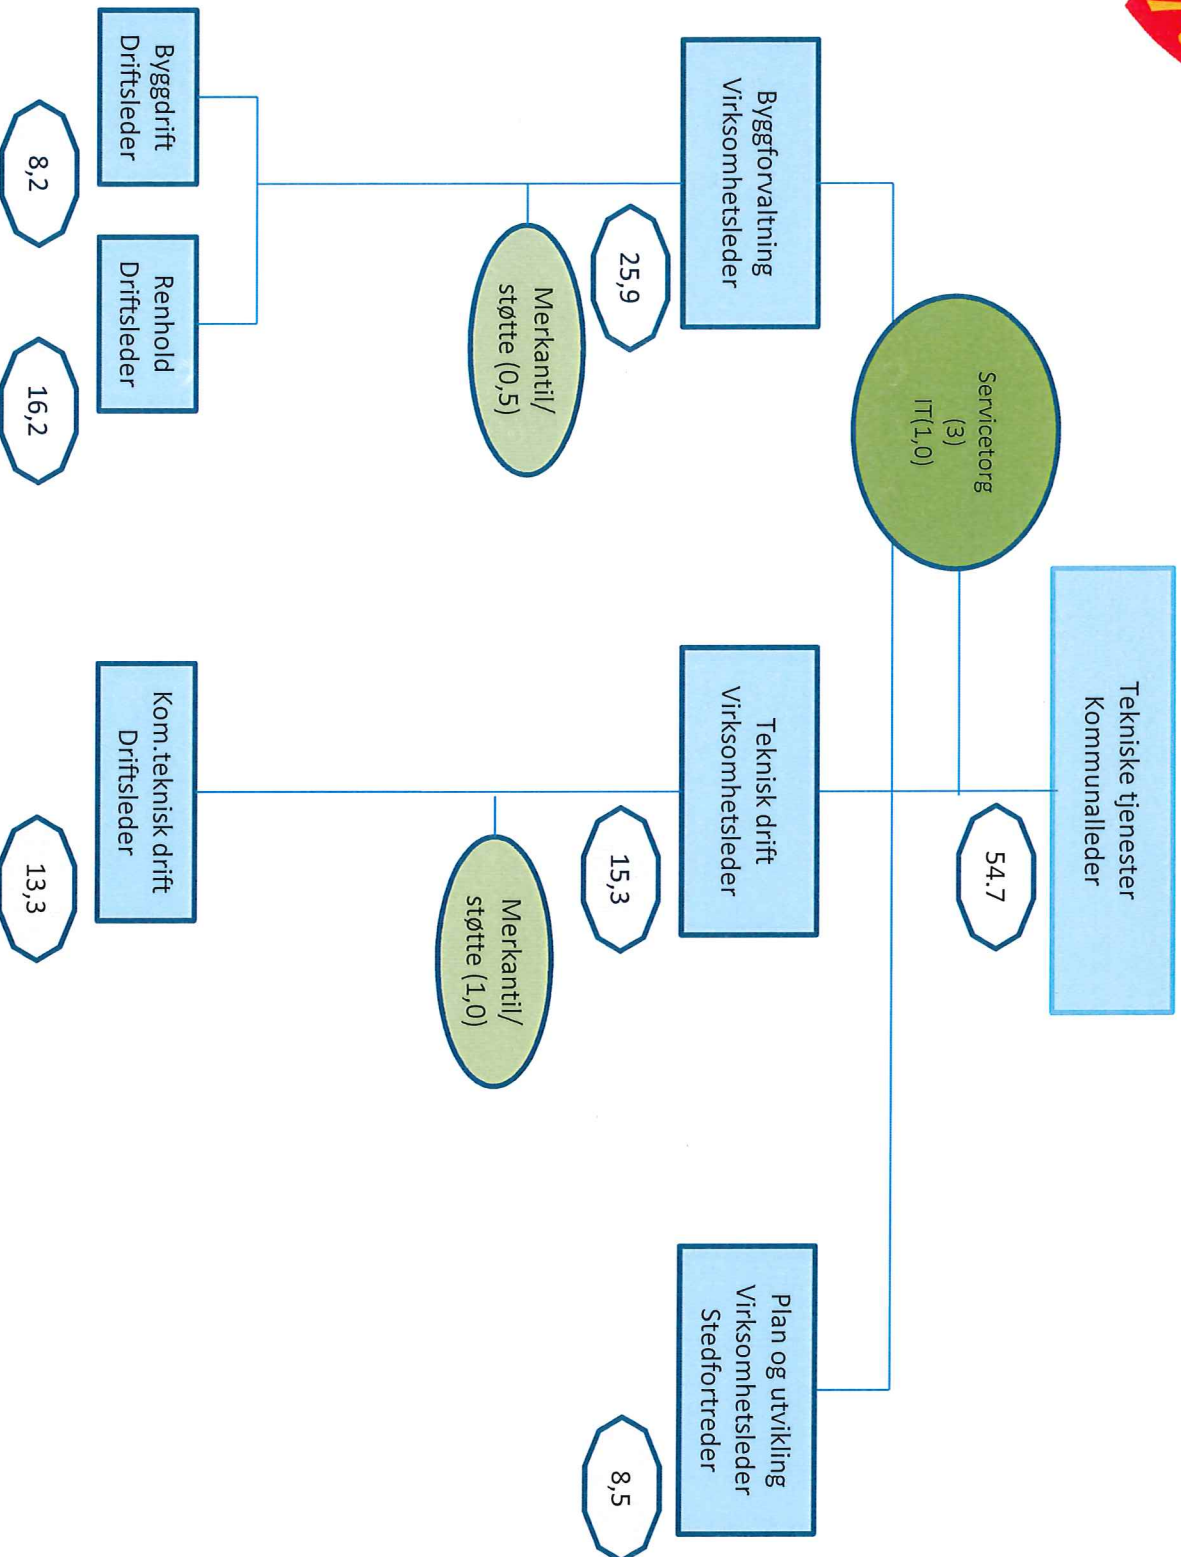 Tekniske tjenester
Kommunalleder
54.7
Servicetorg
(3)
IT(1,0)
Byggforvaltning
Virksomhetsleder
25,9
Teknisk drift
Virksomhetsleder
15,3
Plan og utvikling
Virksomhetsleder
Stedfortreder
8,5
Merkantil/
støtte (0,5)
Merkantil/
støtte (1,0)
Byggdrift
Driftsleder
8,2
Renhold
Driftsleder
16,2
Kom.teknisk drift
Driftsleder
13,3